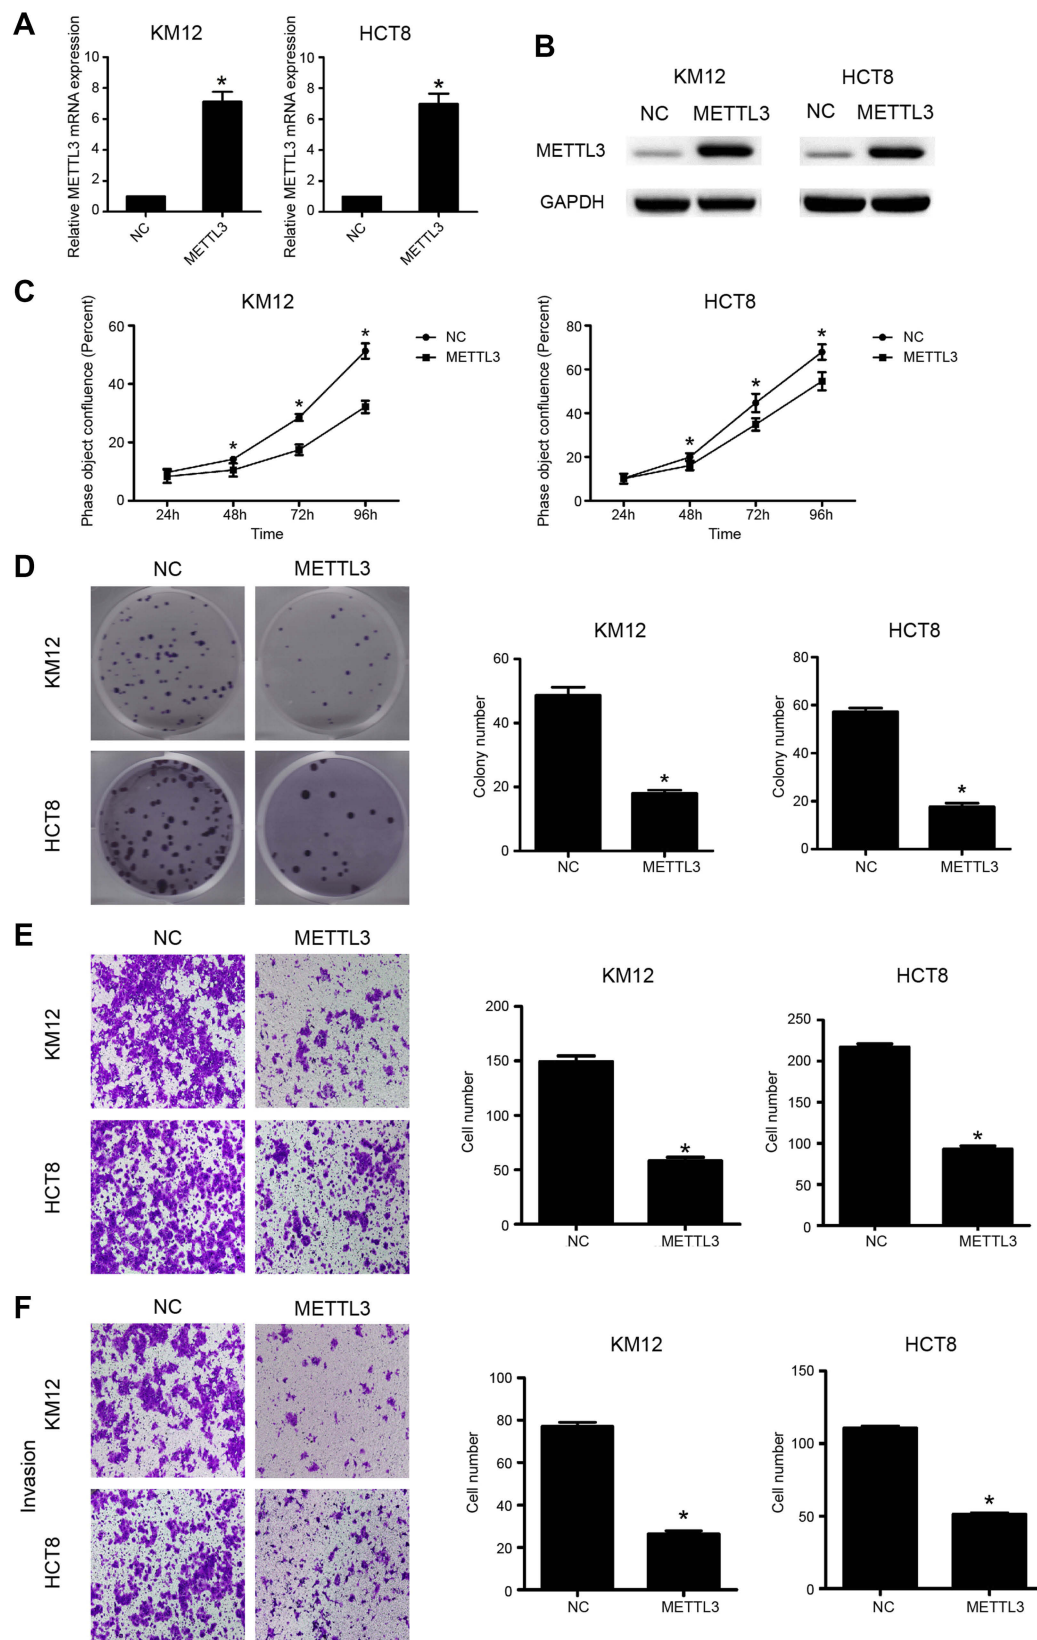 A
KM12
HCT8
Relative METTL3 mRNA expression
10
8
6
4
2
0
*
NC
METTL3
Relative METTL3 mRNA expression
10
8
6
4
2
0
*
NC
METTL3
B
KM12
HCT8
NC METTL3
NC METTL3
METTL3
GAPDH
C
KM12
Phase object confluence (Percent)
60
40
20
0
* * *
24h 48h 72h 96h
Time
NC
METTL3
HCT8
Phase object confluence (Percent)
80
60
40
20
0
* * *
24h 48h 72h 96h
Time
NC
METTL3
D
NC
METTL3
KM12
HCT8
KM12
Colony number
60
40
20
0
*
NC METTL3
HCT8
Colony number
80
60
40
20
0
*
NC METTL3
E
NC
METTL3
KM12
HCT8
KM12
Cell number
200
150
100
50
0
*
NC METTL3
HCT8
Cell number
250
200
150
100
50
0
*
NC METTL3
F
NC
METTL3
Invasion
KM12
HCT8
KM12
Cell number
100
80
60
40
20
0
*
NC METTL3
HCT8
Cell number
150
100
50
0
*
NC METTL3